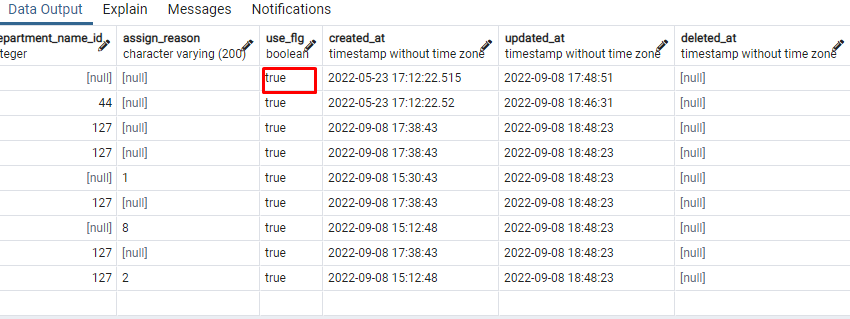 Data Output Explain Messages Notifications
epartment_name_id assign_reason use_flg created_at updated_at deleted_at
teger character varying (200) boolean timestamp without time zone timestamp without time zone timestamp without time zone
[null] [null] true 2022-05-23 17:12:22.515 2022-09-08 17:48:51 [null]
44 [null] true 2022-05-23 17:12:22.52 2022-09-08 18:46:31 [null]
127 [null] true 2022-09-08 17:38:43 2022-09-08 18:48:23 [null]
127 [null] true 2022-09-08 17:38:43 2022-09-08 18:48:23 [null]
[null] 1 true 2022-09-08 15:30:43 2022-09-08 18:48:23 [null]
127 [null] true 2022-09-08 17:38:43 2022-09-08 18:48:23 [null]
[null] 8 true 2022-09-08 15:12:48 2022-09-08 18:48:23 [null]
127 [null] true 2022-09-08 17:38:43 2022-09-08 18:48:23 [null]
127 2 true 2022-09-08 15:12:48 2022-09-08 18:48:23 [null]